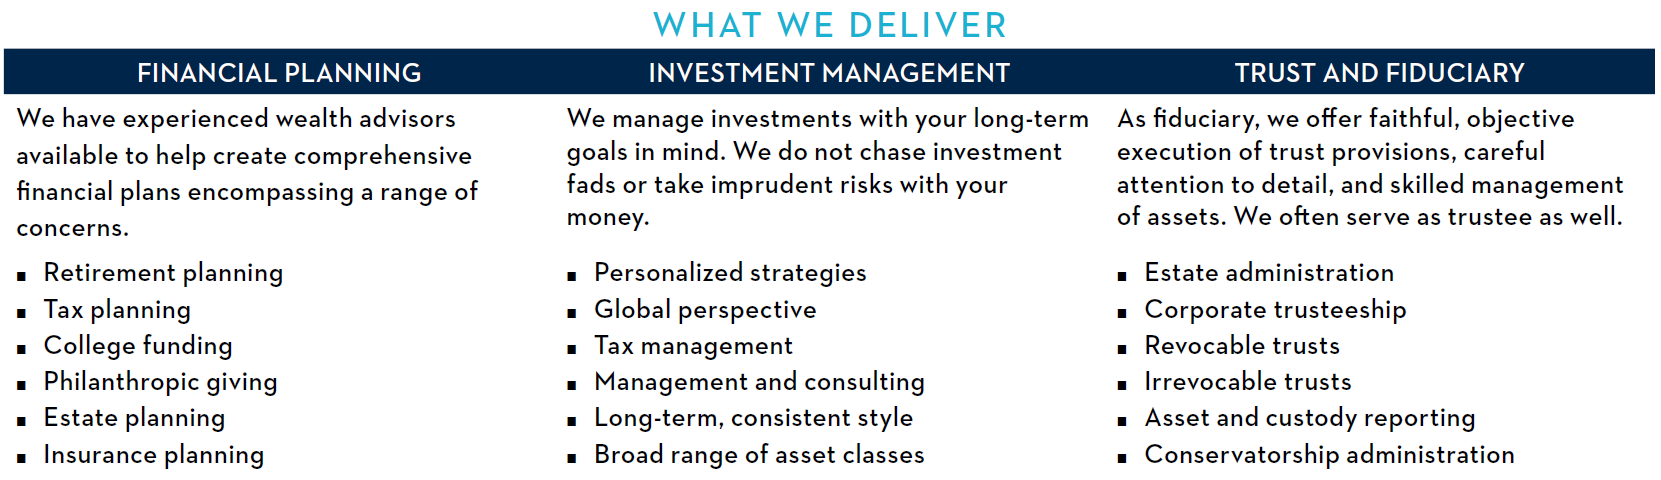 WHAT WE DELIVER
FINANCIAL PLANNING
We have experienced wealth advisors
available to help create comprehensive
financial plans encompassing a range of
concerns.
▪ Retirement planning
▪ Tax planning
▪ College funding
▪ Philanthropic giving
▪ Estate planning
▪ Insurance planning
INVESTMENT MANAGEMENT
We manage investments with your long-term
goals in mind. We do not chase investment
fads or take imprudent risks with your
money.
▪ Personalized strategies
▪ Global perspective
▪ Tax management
▪ Management and consulting
▪ Long-term, consistent style
▪ Broad range of asset classes
TRUST AND FIDUCIARY
As fiduciary, we offer faithful, objective
execution of trust provisions, careful
attention to detail, and skilled management
of assets. We often serve as trustee as well.
▪ Estate administration
▪ Corporate trusteeship
▪ Revocable trusts
▪ Irrevocable trusts
▪ Asset and custody reporting
▪ Conservatorship administration